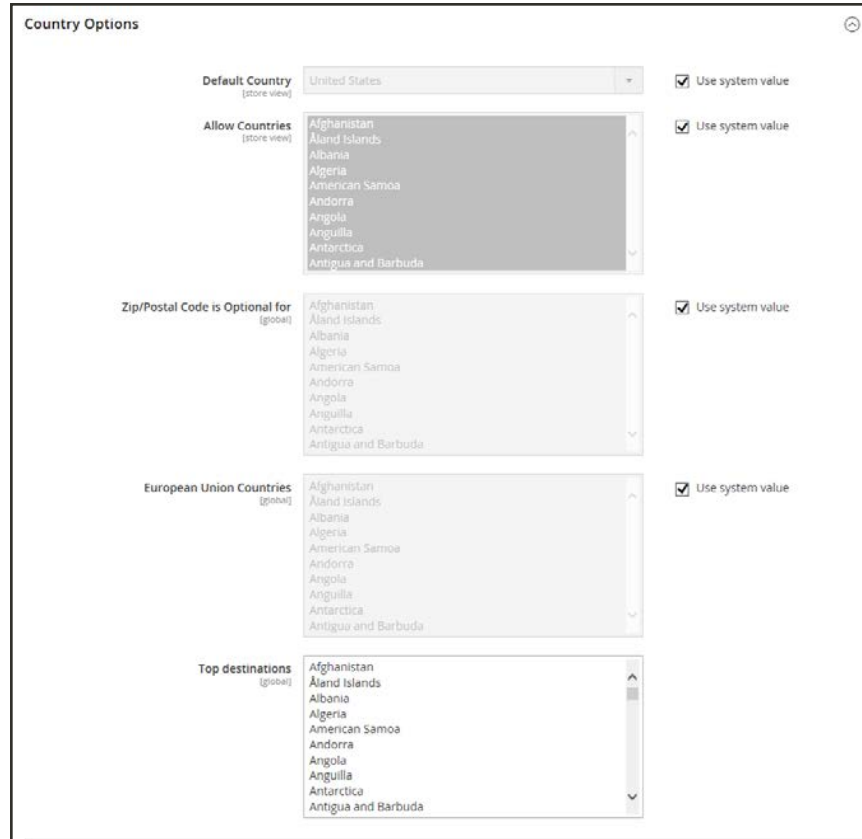 Country Options
Default Country
[store view]
United States
Use system value
Allow Countries
[store view]
Afghanistan
Åland Islands
Albania
Algeria
American Samoa
Andorra
Angola
Anguilla
Antarctica
Antigua and Barbuda
Use system value
Zip/Postal Code is Optional for
[global]
Afghanistan
Åland Islands
Albania
Algeria
American Samoa
Andorra
Angola
Anguilla
Antarctica
Antigua and Barbuda
Use system value
European Union Countries
[global]
Afghanistan
Åland Islands
Albania
Algeria
American Samoa
Andorra
Angola
Anguilla
Antarctica
Antigua and Barbuda
Use system value
Top destinations
[global]
Afghanistan
Åland Islands
Albania
Algeria
American Samoa
Andorra
Angola
Anguilla
Antarctica
Antigua and Barbuda